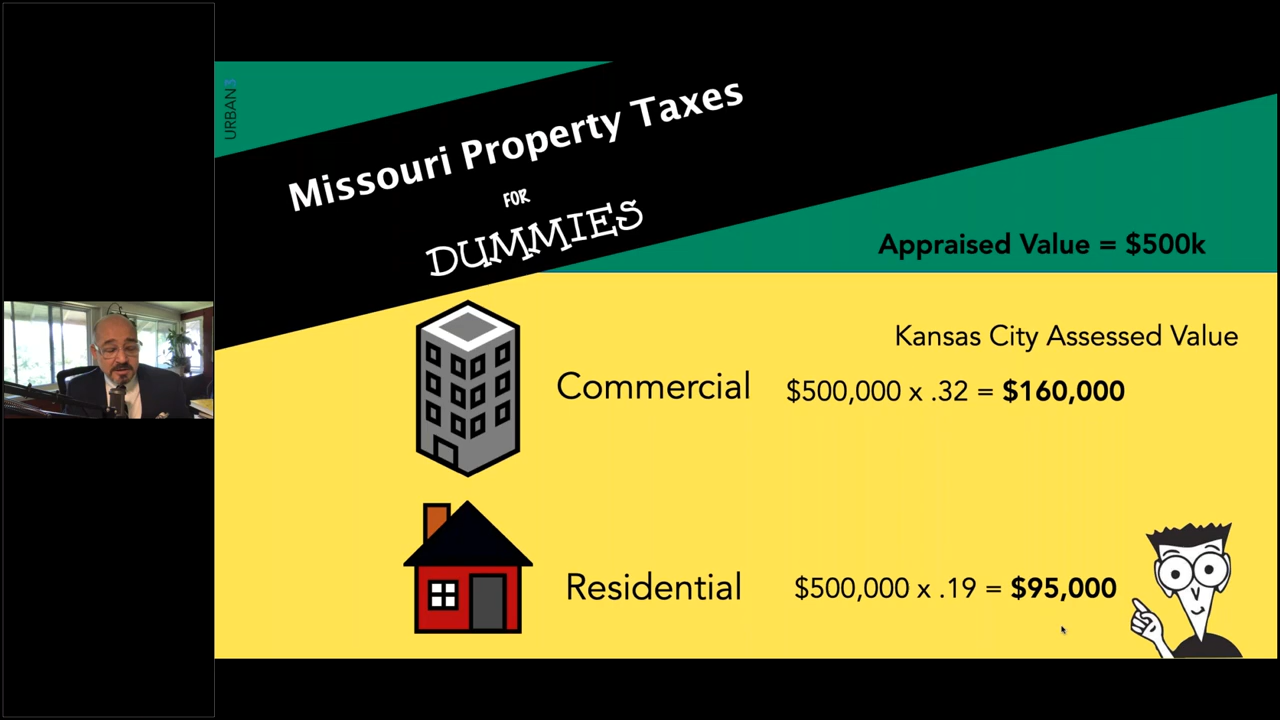 URBAN3
Missouri Property Taxes
FOR
DUMMIES
Appraised Value = $500k
Kansas City Assessed Value
Commercial $500,000 x .32 = $160,000
Residential $500,000 x .19 = $95,000